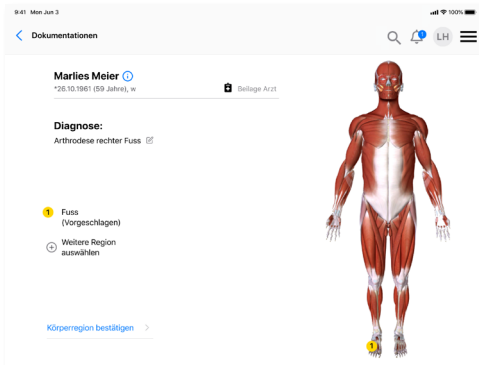 9:41 Mon Jun 3
100%
Dokumentationen
1
LH
Marlies Meier
*26.10.1961 (59 Jahre), w
Beilage Arzt
Diagnose:
Arthrodese rechter Fuss
1 Fuss
(Vorgeschlagen)
Weitere Region
auswählen
Körperregion bestätigen
1